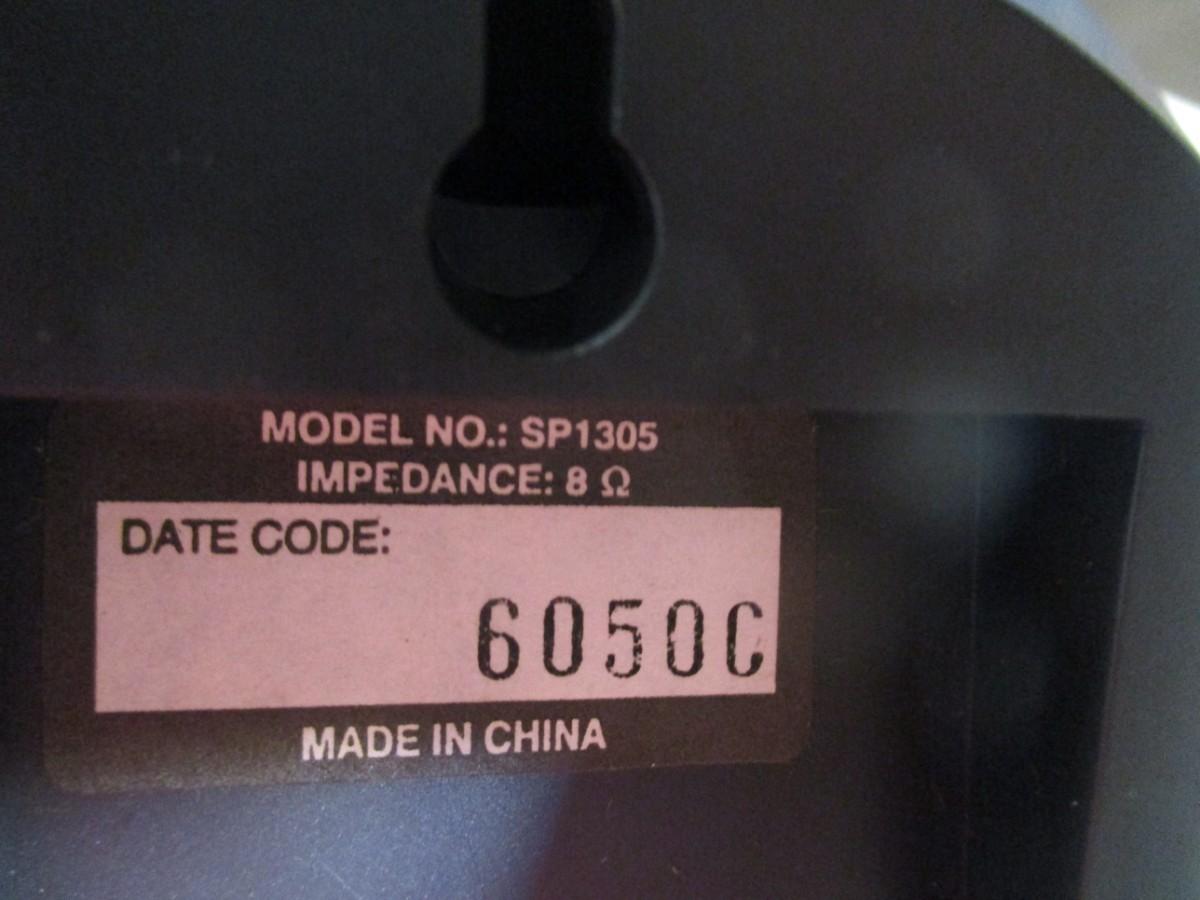 MODEL NO.: SP1305
IMPEDANCE: 8 Ω
DATE CODE:
6050C
MADE IN CHINA